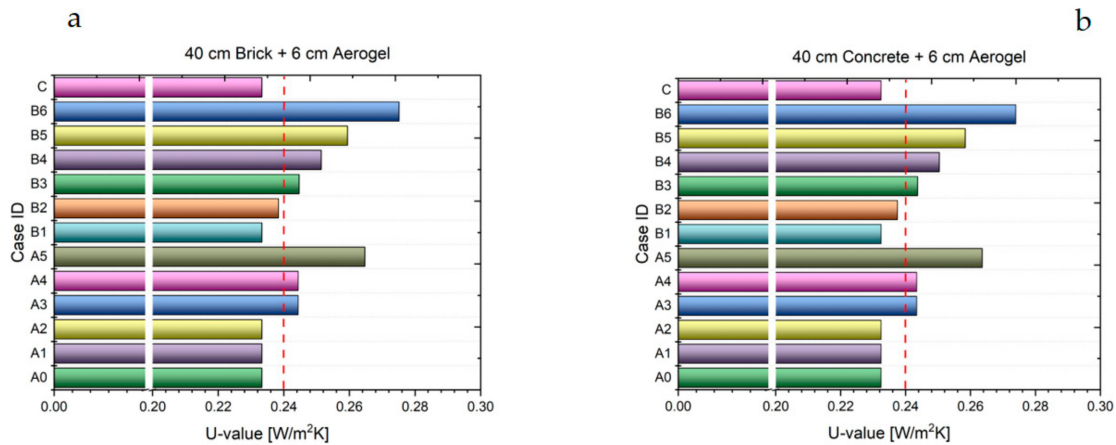 a
40 cm Brick + 6 cm Aerogel
Case ID
C
B6
B5
B4
B3
B2
B1
A5
A4
A3
A2
A1
A0
0.00 0.20 0.22 0.24 0.26 0.28 0.30
U-value [W/m²K]
b
40 cm Concrete + 6 cm Aerogel
Case ID
C
B6
B5
B4
B3
B2
B1
A5
A4
A3
A2
A1
A0
0.00 0.20 0.22 0.24 0.26 0.28 0.30
U-value [W/m²K]